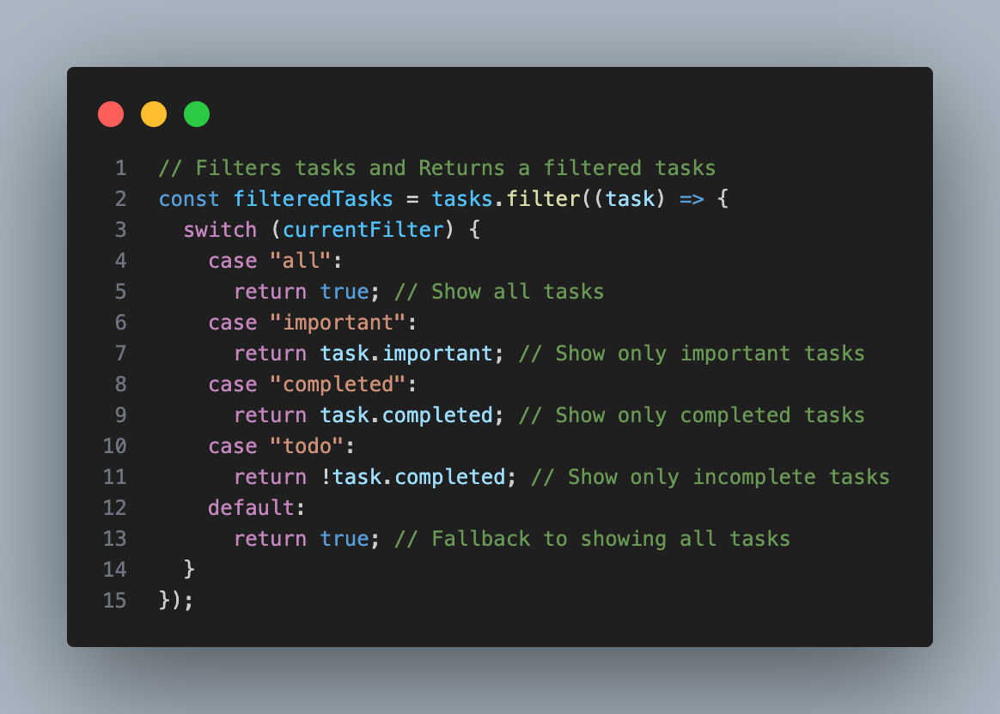 1 // Filters tasks and Returns a filtered tasks
2 const filteredTasks = tasks.filter((task) => {
3   switch (currentFilter) {
4     case "all":
5       return true; // Show all tasks
6     case "important":
7       return task.important; // Show only important tasks
8     case "completed":
9       return task.completed; // Show only completed tasks
10     case "todo":
11       return !task.completed; // Show only incomplete tasks
12     default:
13       return true; // Fallback to showing all tasks
14   }
15 });